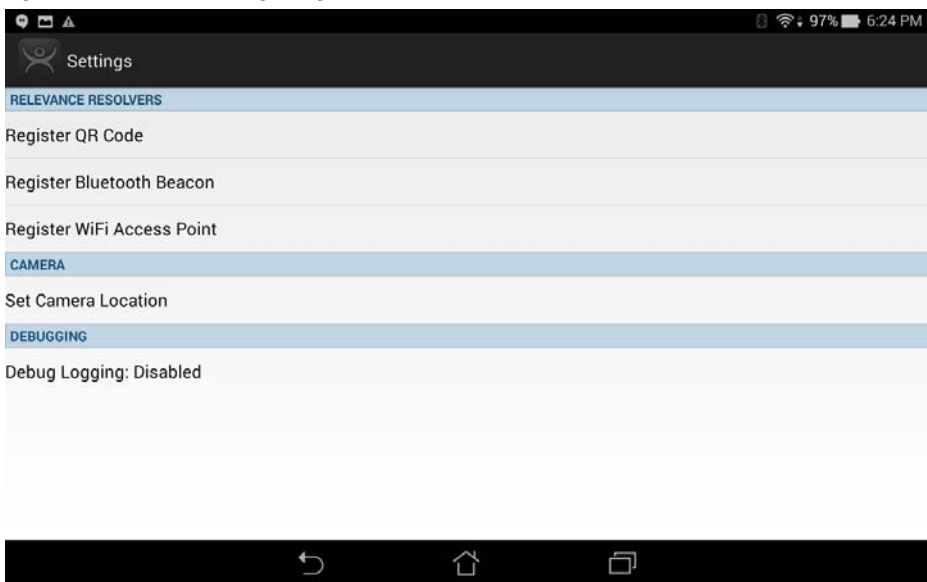 97% 6:24 PM
Settings
RELEVANCE RESOLVERS
Register QR Code
Register Bluetooth Beacon
Register WiFi Access Point
CAMERA
Set Camera Location
DEBUGGING
Debug Logging: Disabled